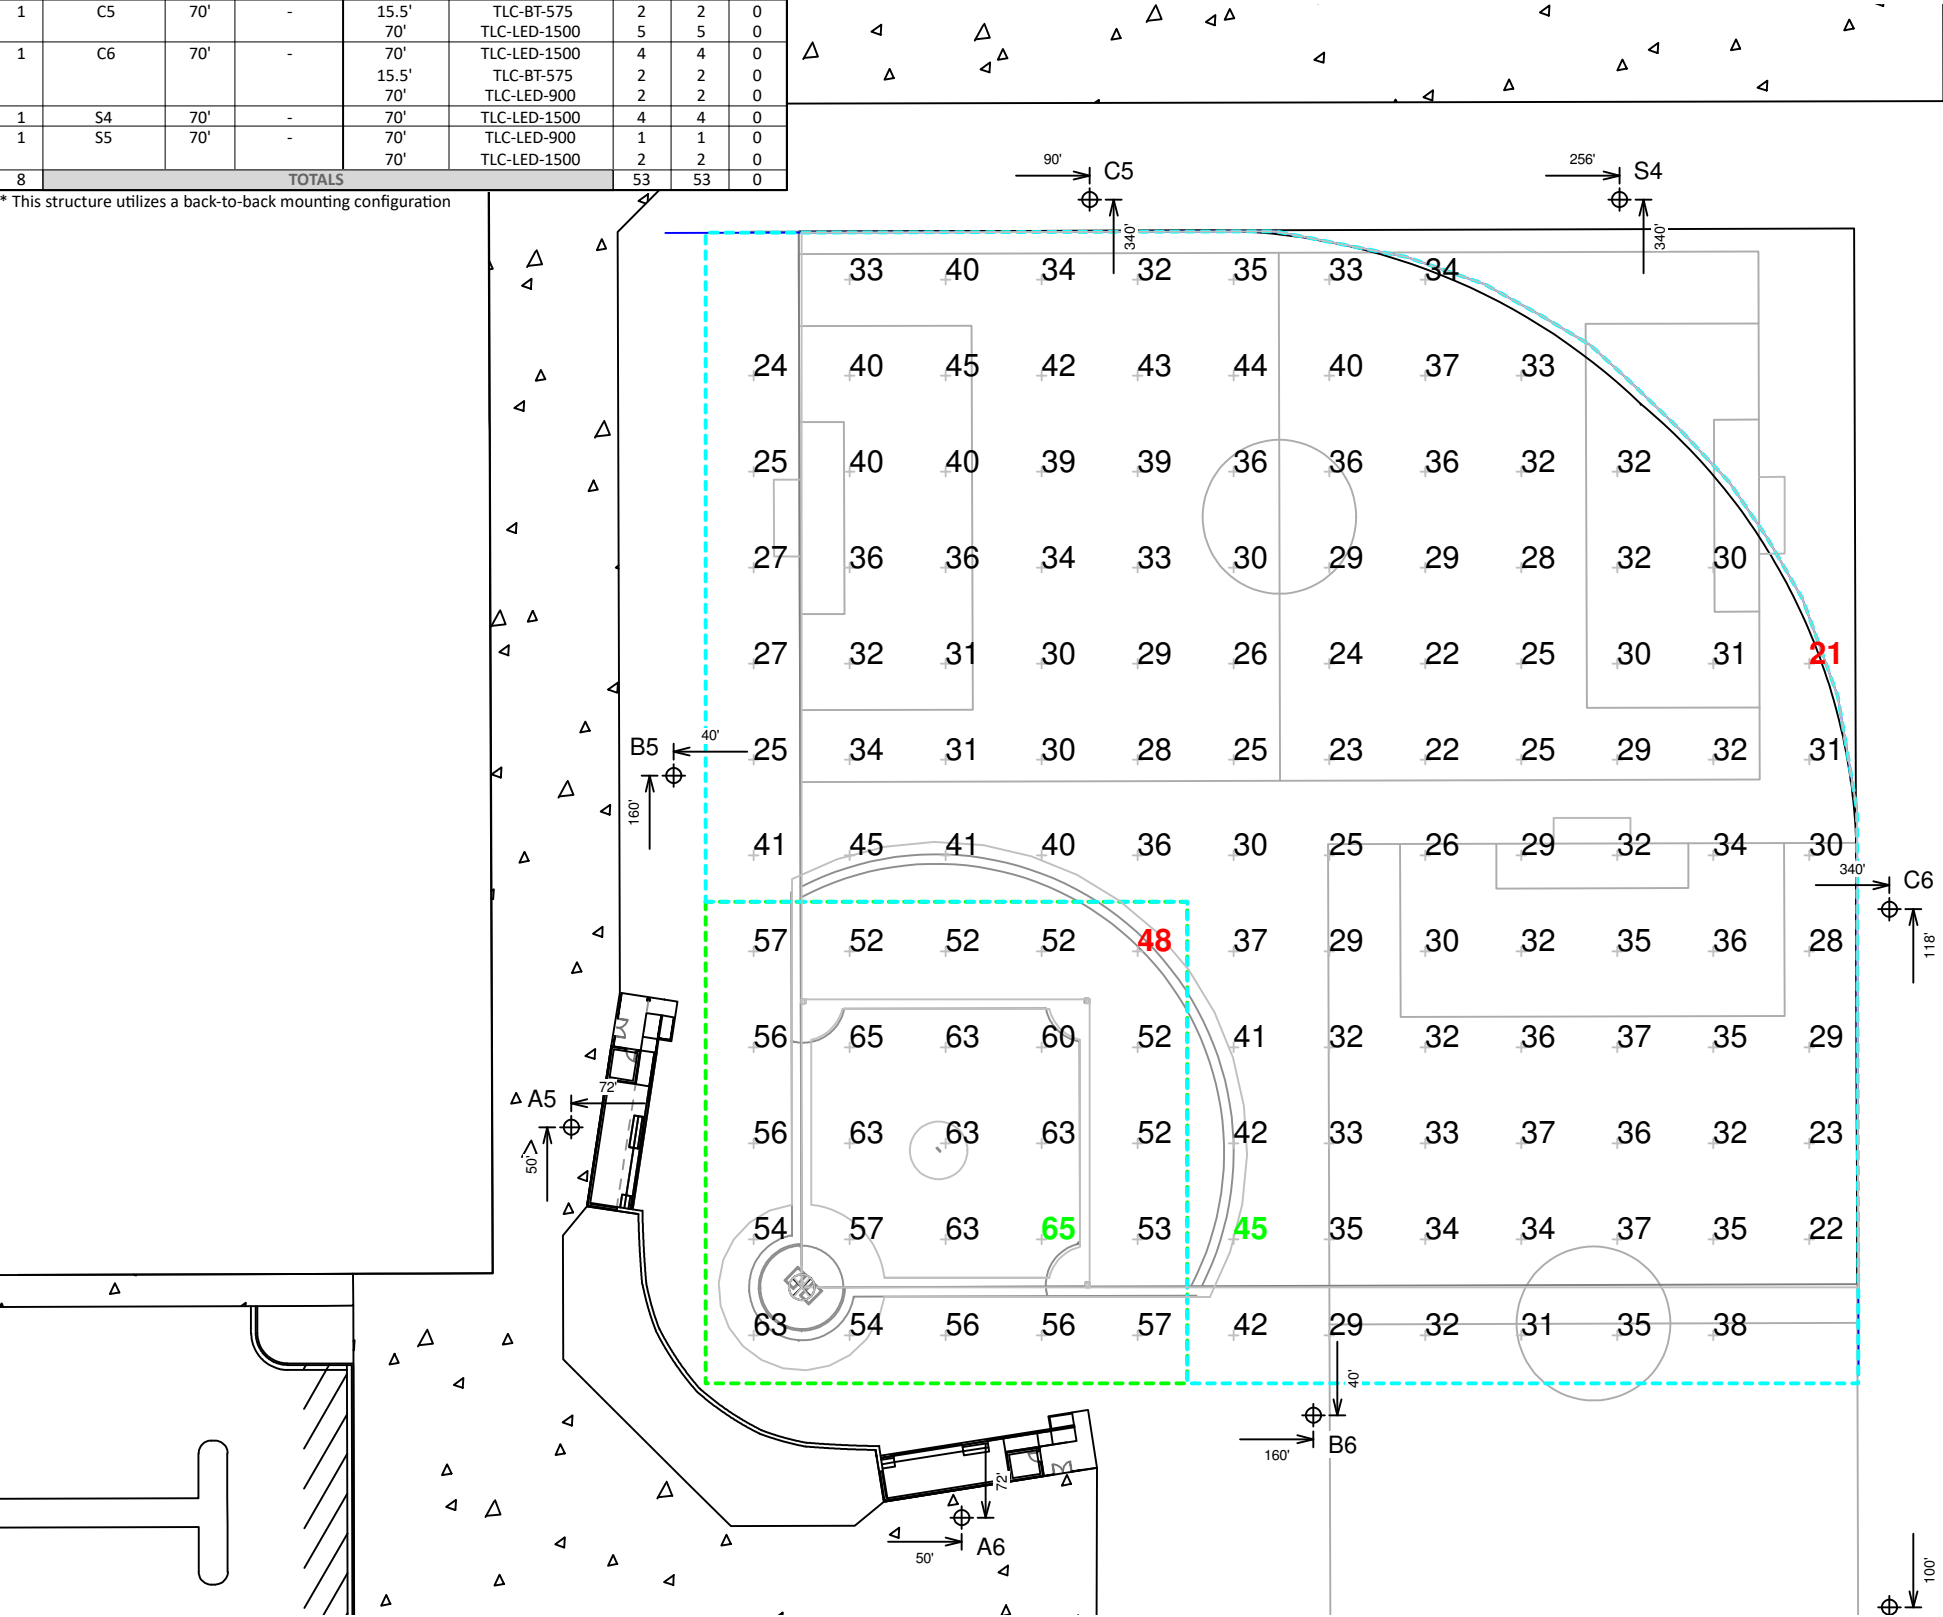 1 C5 70' - 15.5' TLC-BT-575 2 2 0
70' TLC-LED-1500 5 5 0
1 C6 70' - 70' TLC-LED-1500 4 4 0
15.5' TLC-BT-575 2 2 0
70' TLC-LED-900 2 2 0
1 S4 70' - 70' TLC-LED-1500 4 4 0
1 S5 70' - 70' TLC-LED-900 1 1 0
70' TLC-LED-1500 2 2 0
8 TOTALS 53 53 0
* This structure utilizes a back-to-back mounting configuration
90' C5 256' S4
340' 340'
33 40 34 32 35 33 34
24 40 45 42 43 44 40 37 33
25 40 40 39 39 36 36 36 32 32
27 36 36 34 33 30 29 29 28 32 30
27 32 31 30 29 26 24 22 25 30 31 21
B5 40' 25 34 31 30 28 25 23 22 25 29 32 31
160'
41 45 41 40 36 30 25 26 29 32 34 30
340' C6
118'
57 52 52 52 48 37 29 30 32 35 36 28
56 65 63 60 52 41 32 32 36 37 35 29
A5 72'
50'
56 63 63 63 52 42 33 33 37 36 32 23
54 57 63 65 53 45 35 34 34 37 35 22
63 54 56 56 57 42 29 32 31 35 38
40'
160' B6
72'
50' A6
100'